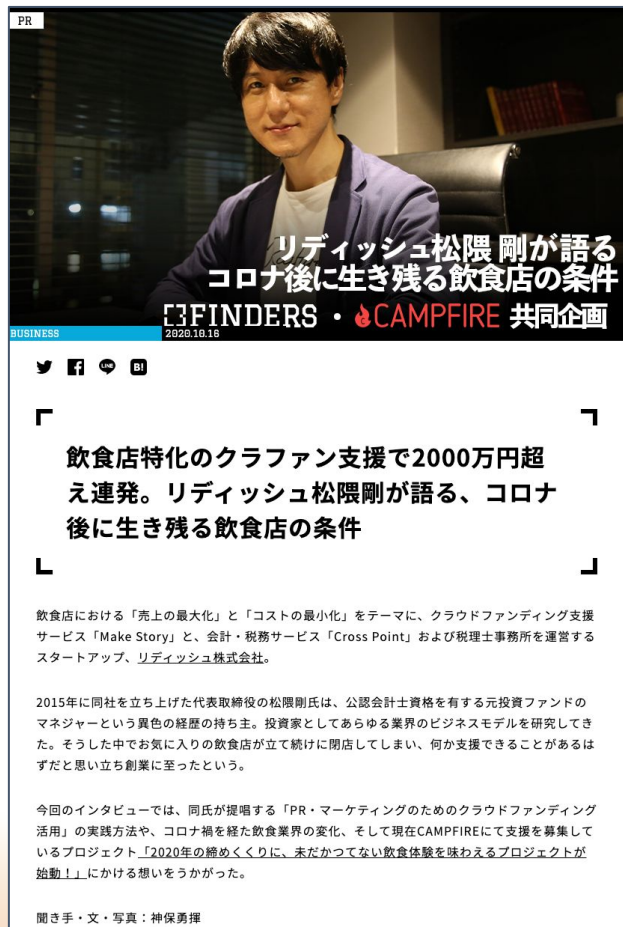 PR
リディッシュ松隈 剛が語る
コロナ後に生き残る飲食店の条件
FINDERS・CAMPFIRE 共同企画
BUSINESS
2020.10.16
LINE
B!
飲食店特化のクラファン支援で2000万円超
え連発。リディッシュ松隈剛が語る、コロナ
後に生き残る飲食店の条件
飲食店における「売上の最大化」と「コストの最小化」をテーマに、クラウドファンディング支援
サービス「Make Story」と、会計・税務サービス「Cross Point」および税理士事務所を運営する
スタートアップ、リディッシュ株式会社。
2015年に同社を立ち上げた代表取締役の松隈剛氏は、公認会計士資格を有する元投資ファンドの
マネジャーという異色の経歴の持ち主。投資家としてあらゆる業界のビジネスモデルを研究してき
た。そうした中でお気に入りの飲食店が立て続けに閉店してしまい、何か支援できることがあるは
ずだと思い立ち創業に至ったという。
今回のインタビューでは、同氏が提唱する「PR・マーケティングのためのクラウドファンディング
活用」の実践方法や、コロナ禍を経た飲食業界の変化、そして現在CAMPFIREにて支援を募集して
いるプロジェクト「2020年の締めくくりに、未だかつてない飲食体験を味わえるプロジェクトが
始動！」にかける想いをうかがった。
聞き手・文・写真：神保勇揮